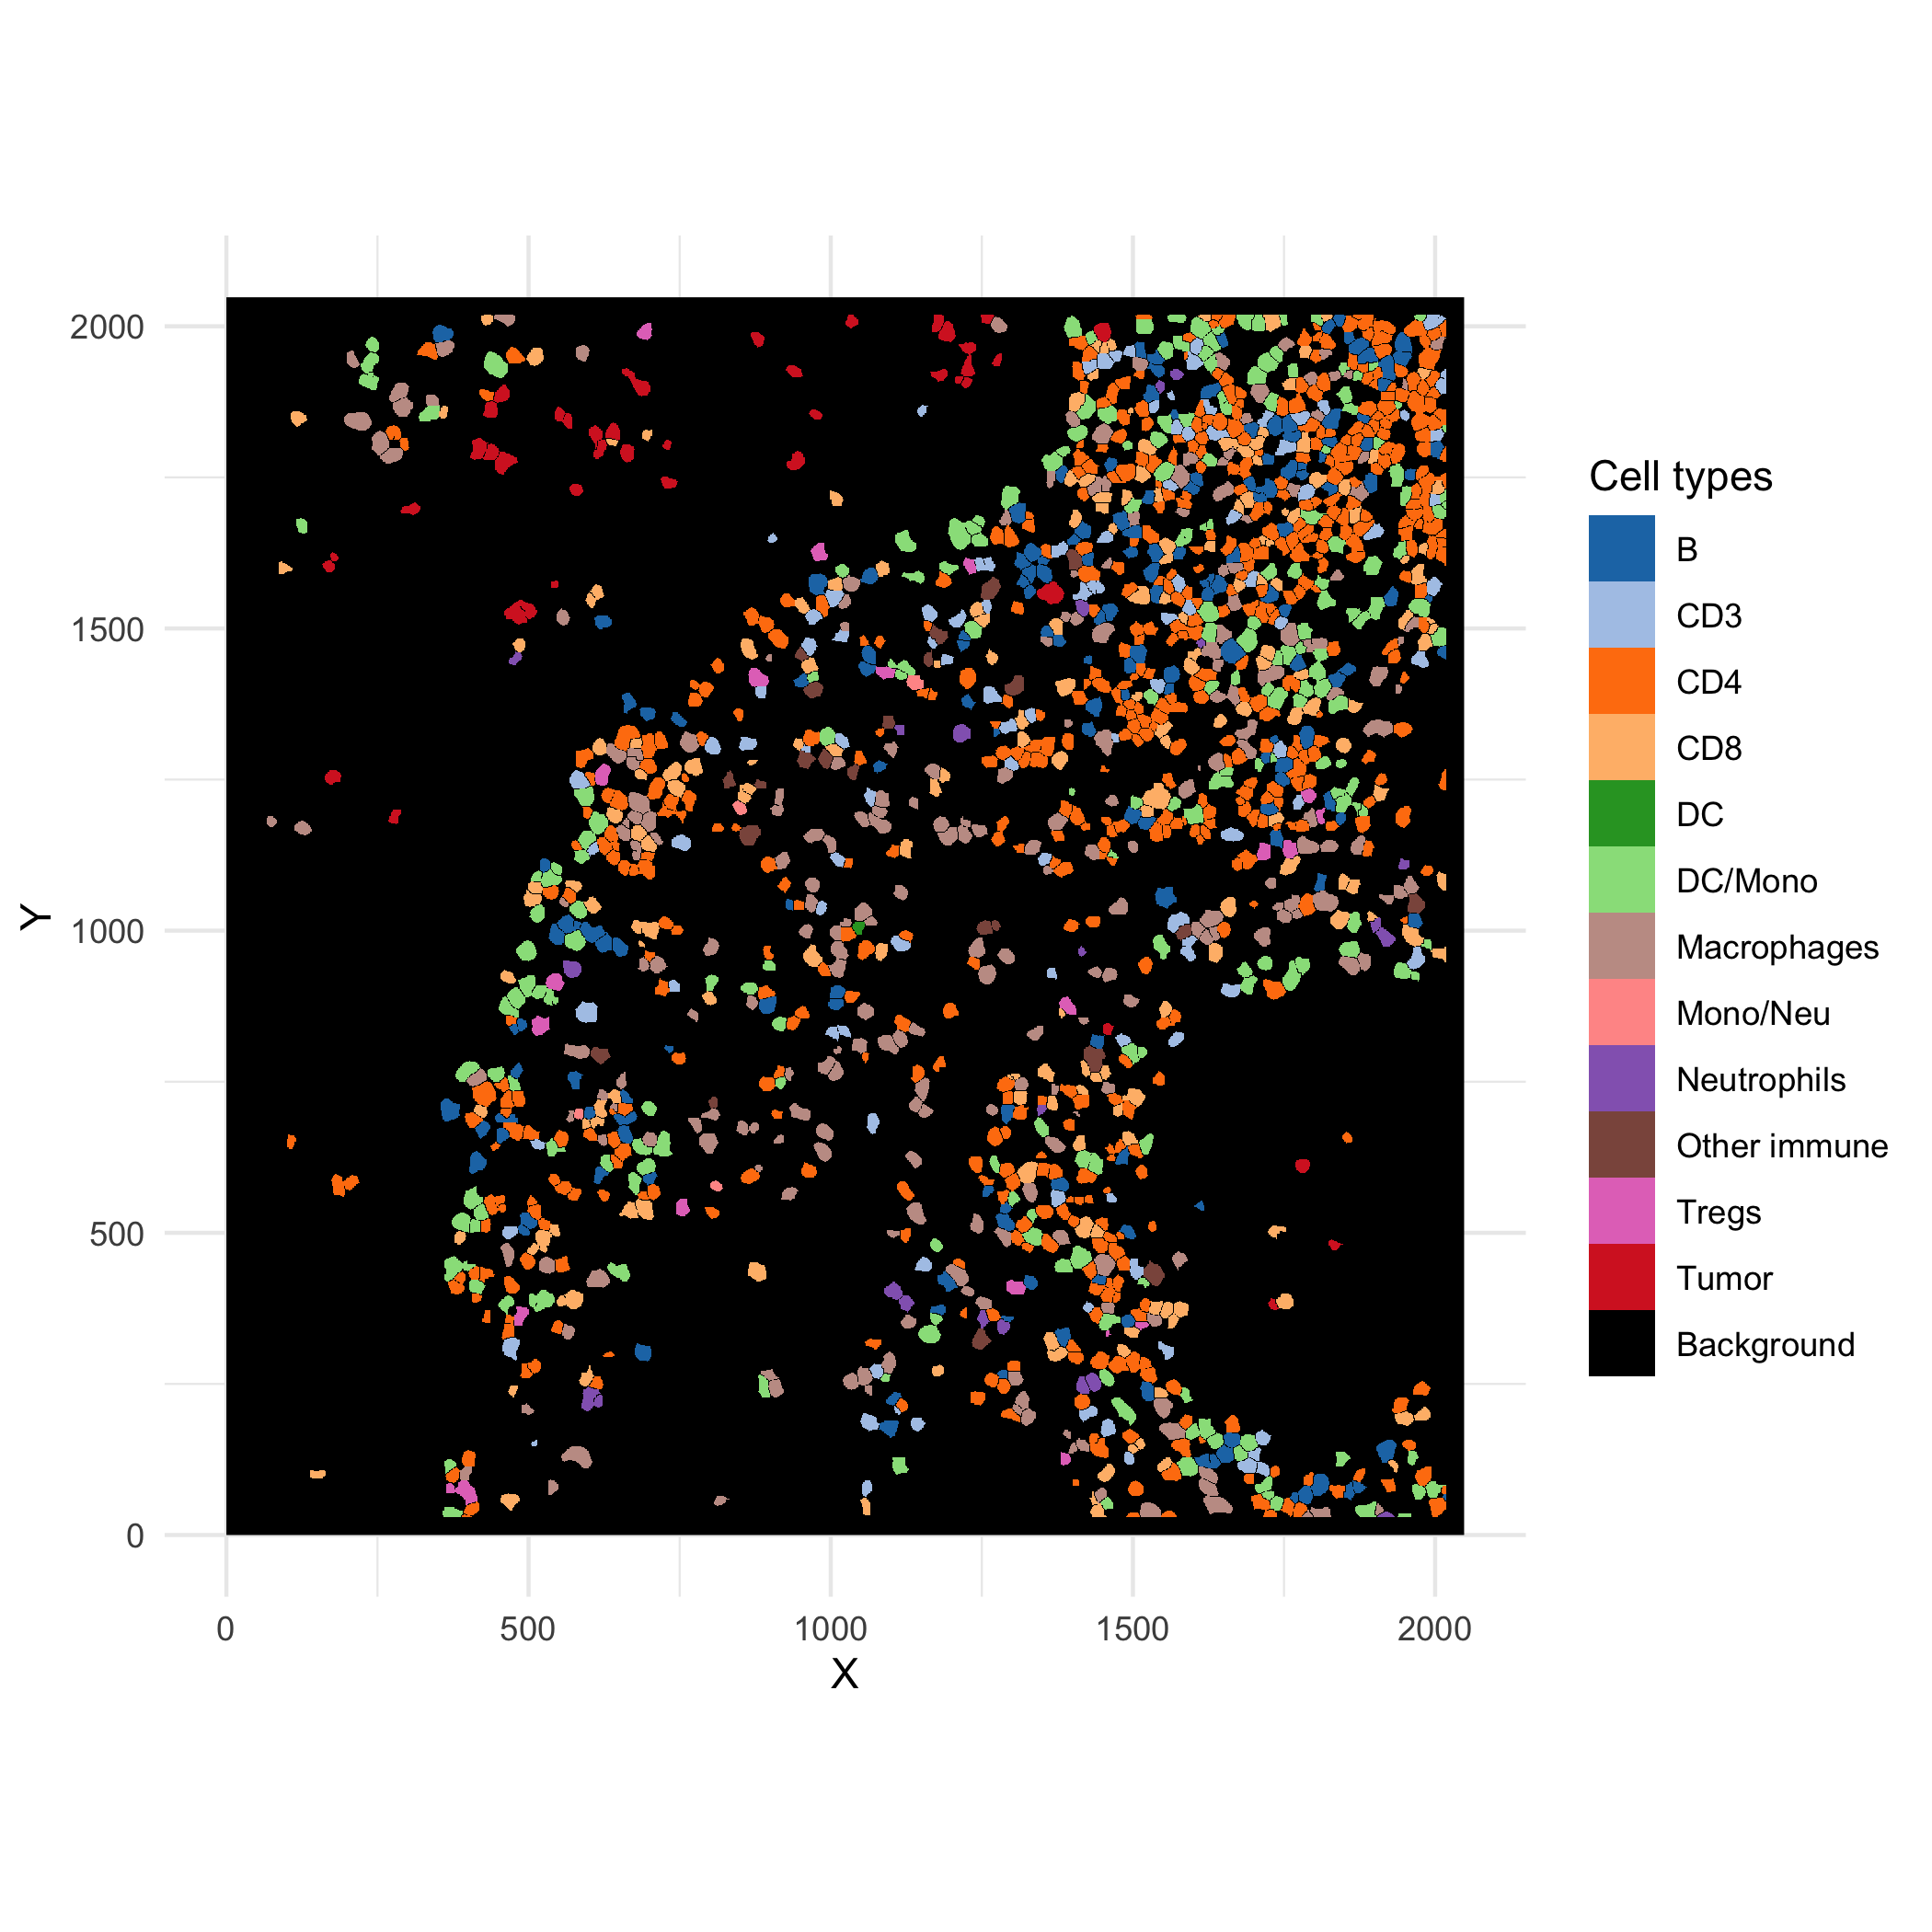 2000
1500
1000
500
0
Y
0 500 1000 1500 2000
X
Cell types
B
CD3
CD4
CD8
DC
DC/Mono
Macrophages
Mono/Neu
Neutrophils
Other immune
Tregs
Tumor
Background